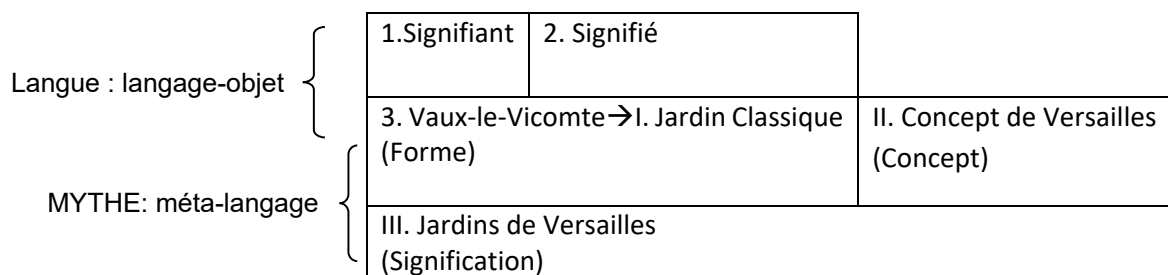 1.Signifiant
2. Signifié
Langue : langage-objet
3. Vaux-le-Vicomte→I. Jardin Classique
(Forme)
II. Concept de Versailles
(Concept)
MYTHE: méta-langage
III. Jardins de Versailles
(Signification)